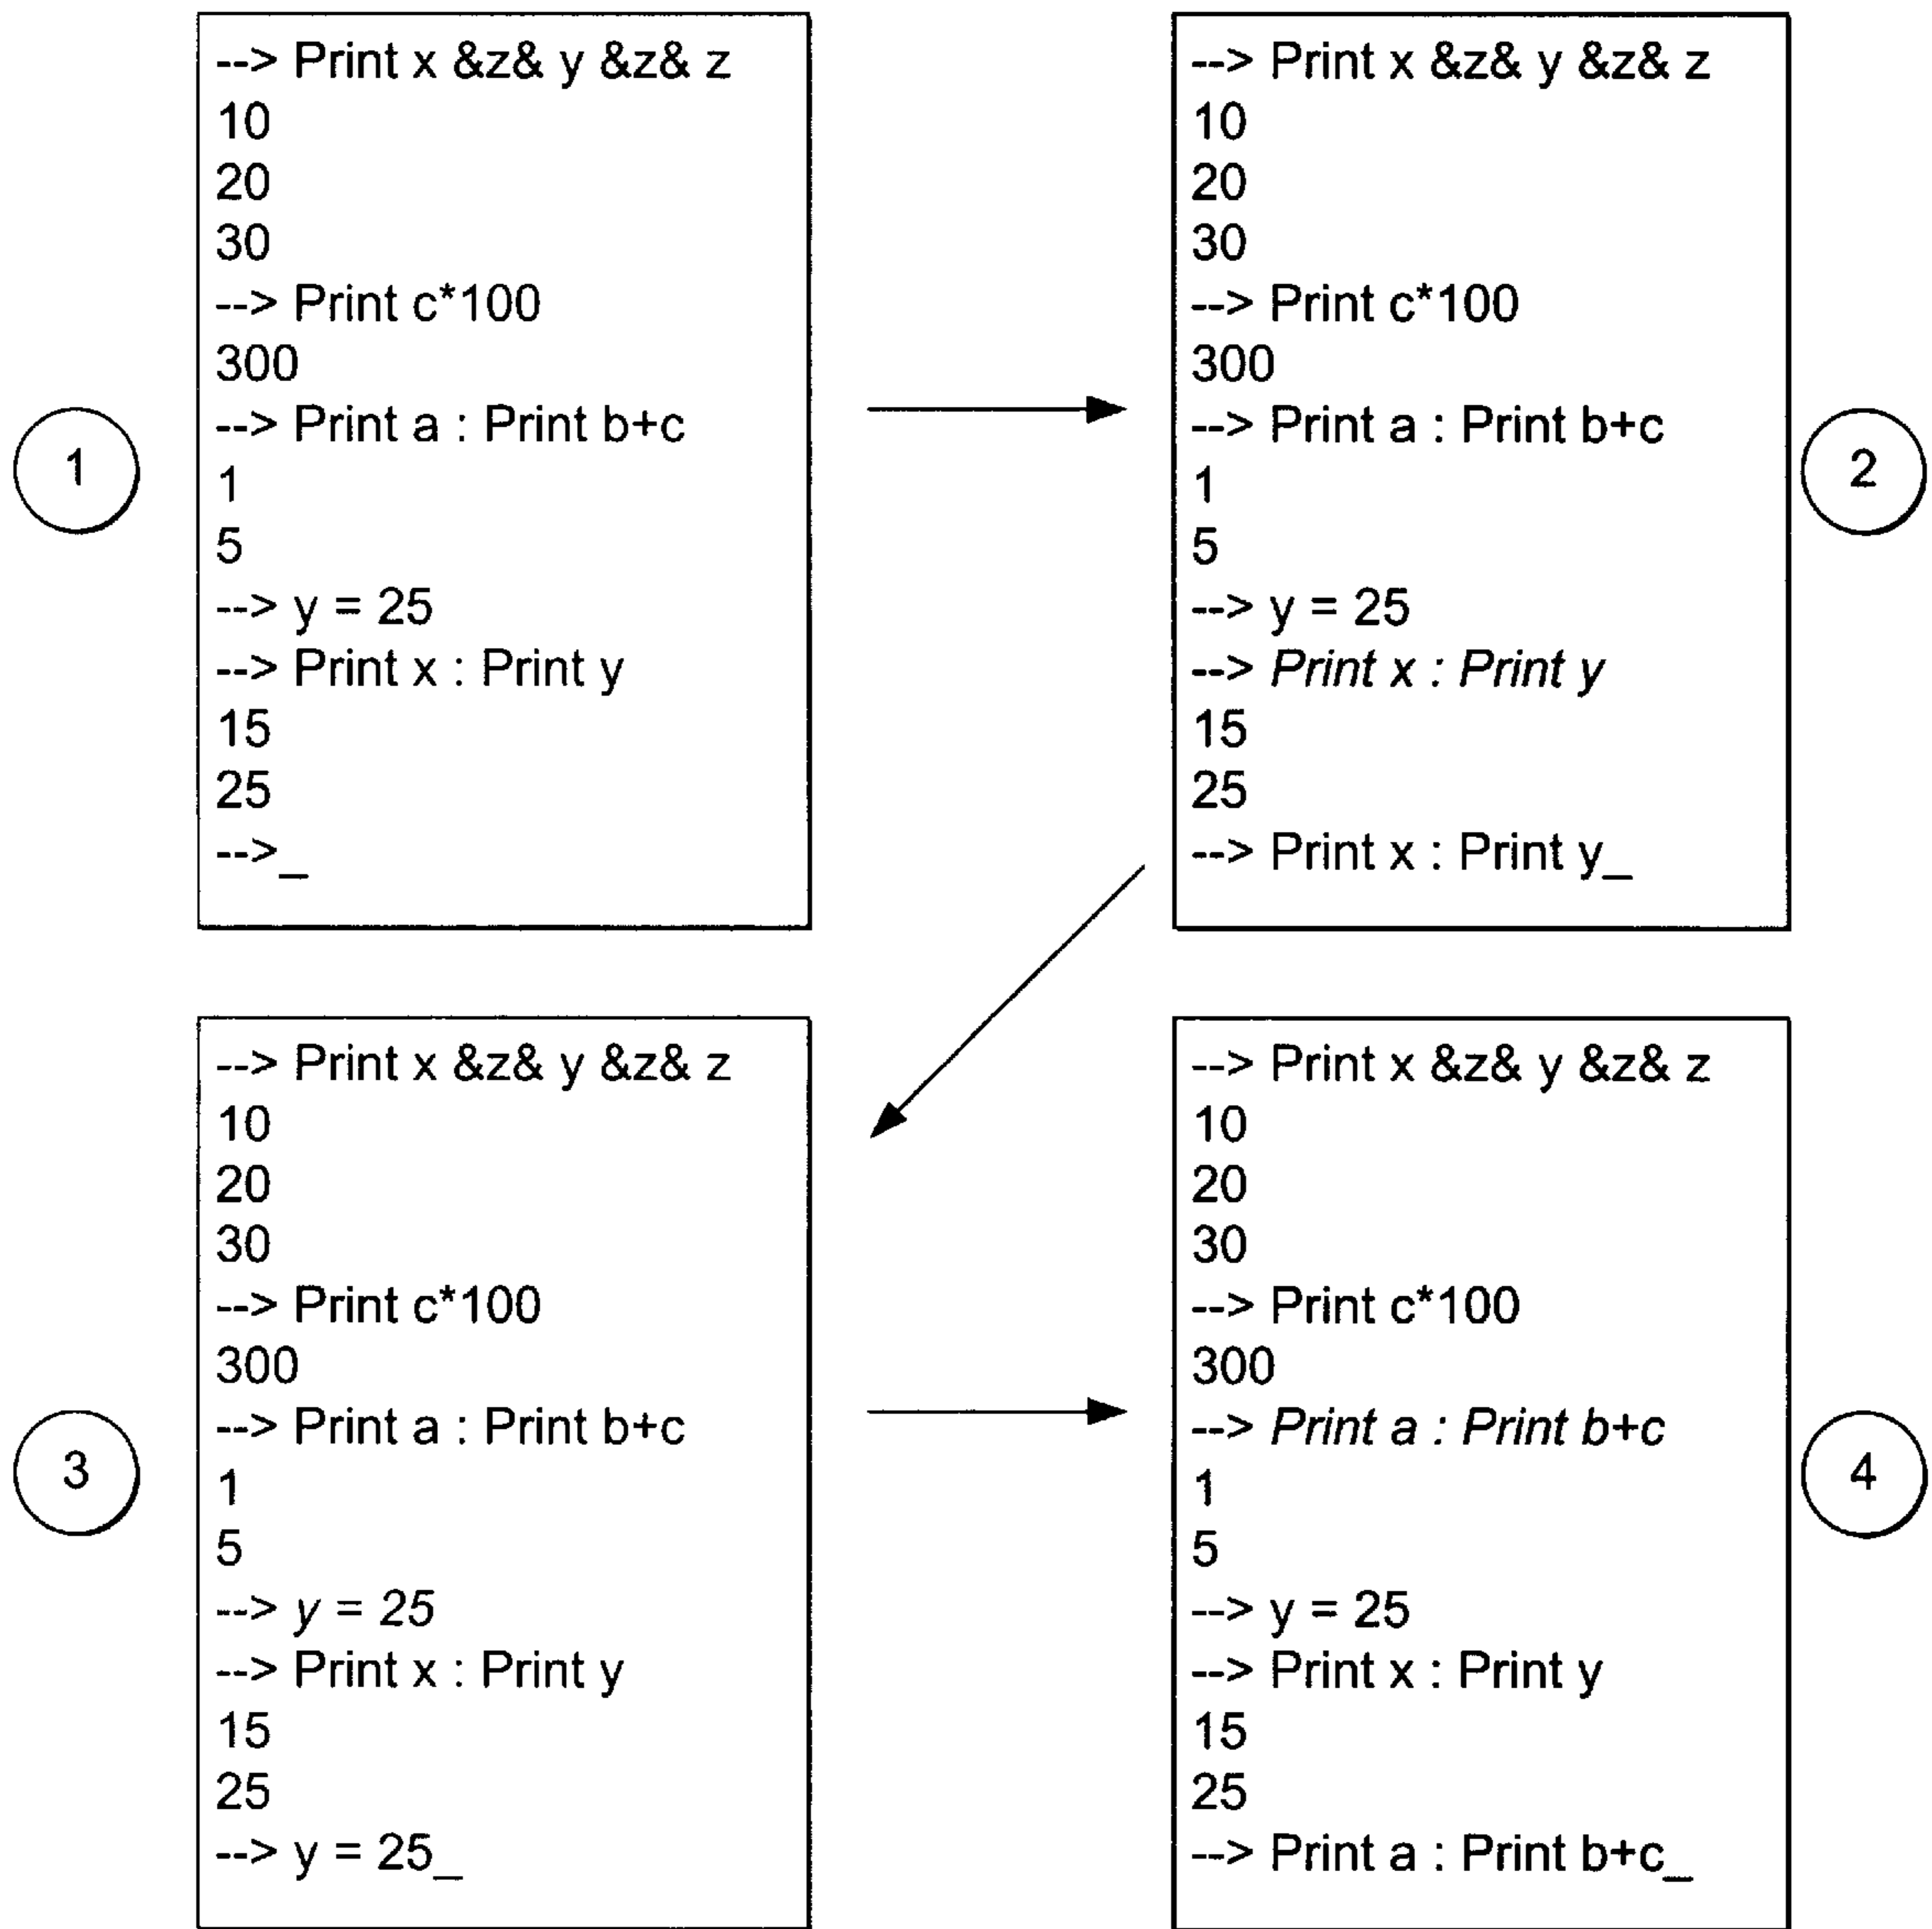 --> Print x &z& y &z& z
10
20
30
--> Print c*100
300
--> Print a : Print b+c
1
5
--> y = 25
--> Print x : Print y
15
25
-->_
1
--> Print x &z& y &z& z
10
20
30
--> Print c*100
300
--> Print a : Print b+c
1
5
--> y = 25
--> Print x : Print y
15
25
--> Print x : Print y_
2
--> Print x &z& y &z& z
10
20
30
--> Print c*100
300
--> Print a : Print b+c
1
5
--> y = 25
--> Print x : Print y
15
25
--> y = 25_
3
--> Print x &z& y &z& z
10
20
30
--> Print c*100
300
--> Print a : Print b+c
1
5
--> y = 25
--> Print x : Print y
15
25
--> Print a : Print b+c_
4